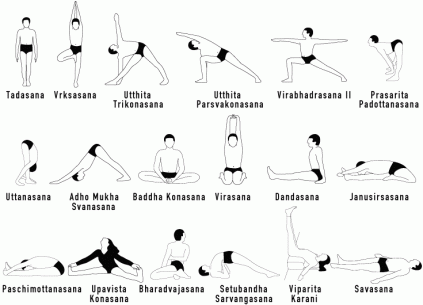 Tadasana
Vrksasana
Utthita
Trikonasana
Utthita
Parsvakonasana
Virabhadrasana II
Prasarita
Padottanasana
Uttanasana
Adho Mukha
Svanasana
Baddha Konasana
Virasana
Dandasana
Janusirsasana
Paschimottanasana
Upavista
Konasana
Bharadvajasana
Setubandha
Sarvangasana
Viparita
Karani
Savasana